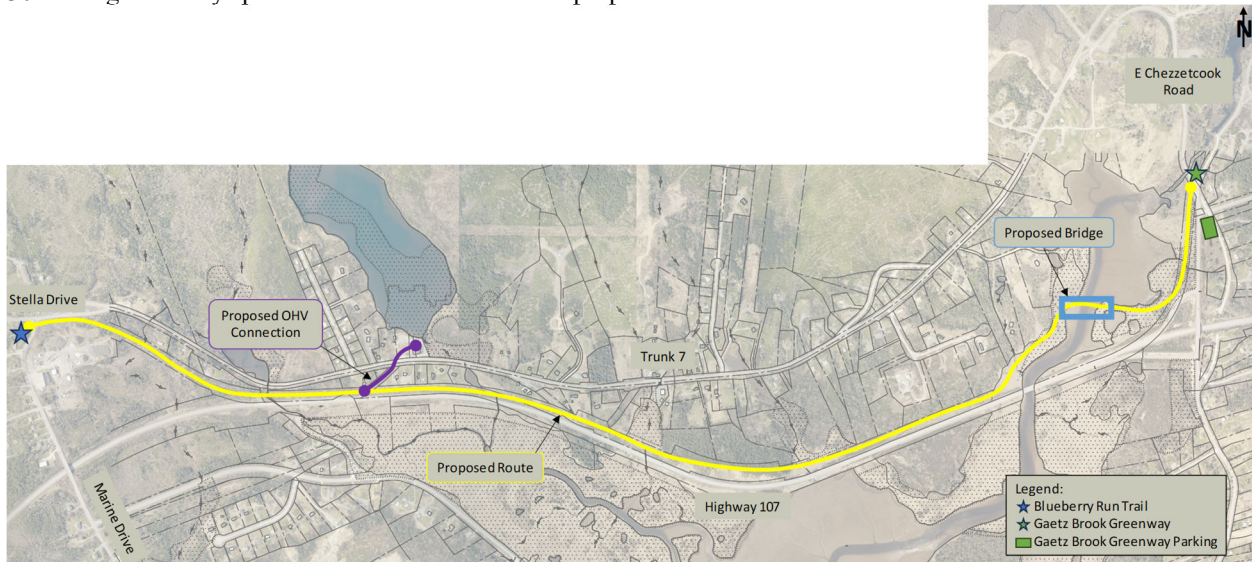 N
E Chezzetcook
Road
Proposed Bridge
Stella Drive
Proposed OHV
Connection
Trunk 7
Proposed Route
Highway 107
Marine Drive
Legend:
Blueberry Run Trail
Gaetz Brook Greenway
Gaetz Brook Greenway Parking